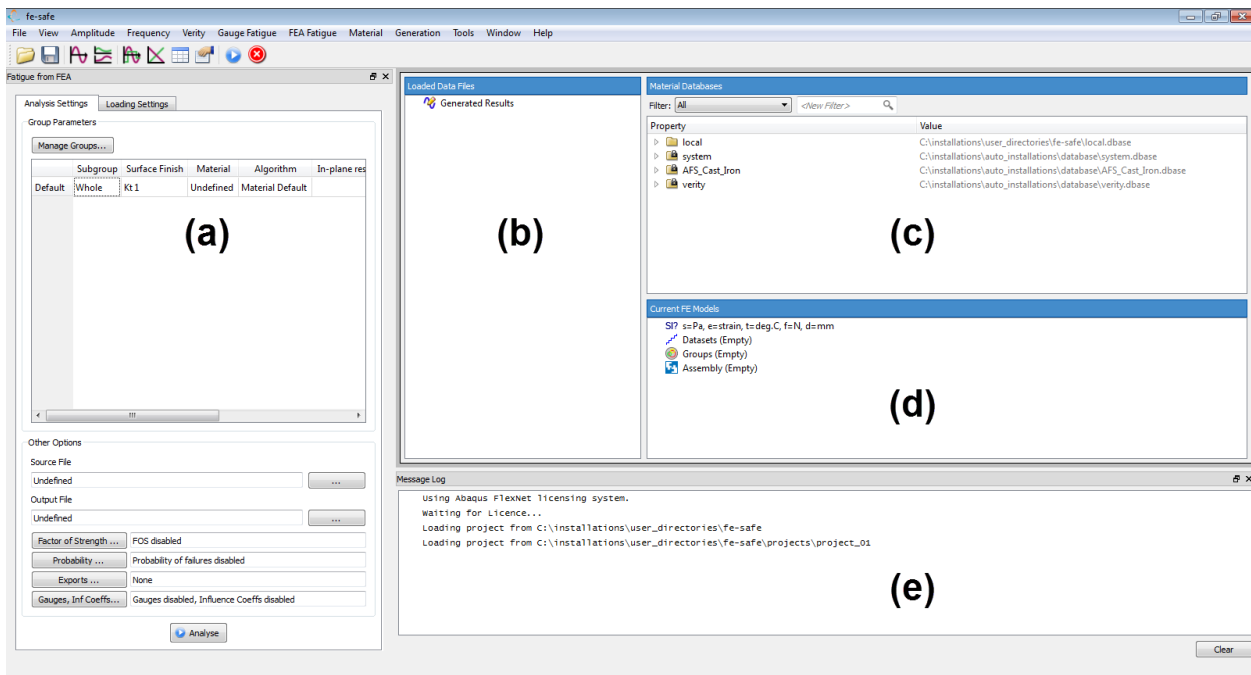 fe-safe
File View Amplitude Frequency Verity Gauge Fatigue FEA Fatigue Material Generation Tools Window Help
Fatigue from FEA
Analysis Settings Loading Settings
Group Parameters
Manage Groups...
Subgroup Surface Finish Material Algorithm In-plane res
Default Whole Kt 1 Undefined Material Default
(a)
Other Options
Source File
Undefined ...
Output File
Undefined ...
Factor of Strength ... FOS disabled
Probability ... Probability of failures disabled
Exports ... None
Gauges, Inf Coeffs... Gauges disabled, Influence Coeffs disabled
Analyse
Loaded Data Files
Generated Results
(b)
Material Databases
Filter: All <New Filter>
Property Value
local C:\installations\user_directories\fe-safe\local.dbase
system C:\installations\auto_installations\database\system.dbase
AFS_Cast_Iron C:\installations\auto_installations\database\AFS_Cast_Iron.dbase
verity C:\installations\auto_installations\database\verity.dbase
(c)
Current FE Models
SI? s=Pa, e=strain, t=deg.C, f=N, d=mm
Datasets (Empty)
Groups (Empty)
Assembly (Empty)
(d)
Message Log
Using Abaqus FlexNet licensing system.
Waiting for Licence...
Loading project from C:\installations\user_directories\fe-safe
Loading project from C:\installations\user_directories\fe-safe\projects\project_01
(e)
Clear